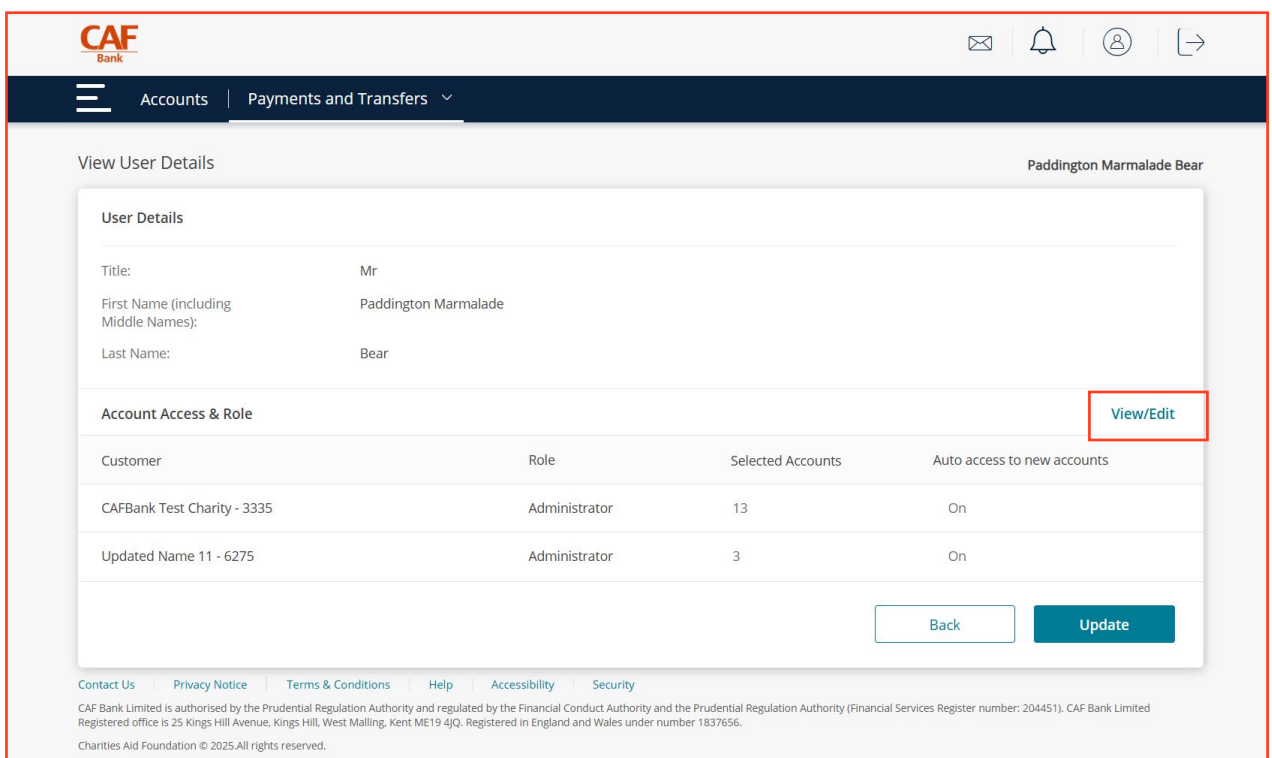 CAF
Bank
Accounts
Payments and Transfers
View User Details
Paddington Marmalade Bear
User Details
Title: Mr
First Name (including Paddington Marmalade
Middle Names):
Last Name: Bear
Account Access & Role View/Edit
Customer Role Selected Accounts Auto access to new accounts
CAFBank Test Charity - 3335 Administrator 13 On
Updated Name 11 - 6275 Administrator 3 On
Back Update
Contact Us Privacy Notice Terms & Conditions Help Accessibility Security
CAF Bank Limited is authorised by the Prudential Regulation Authority and regulated by the Financial Conduct Authority and the Prudential Regulation Authority (Financial Services Register number: 204451). CAF Bank Limited
Registered office is 25 Kings Hill Avenue, Kings Hill, West Malling, Kent ME19 4JQ. Registered in England and Wales under number 1837656.
Charities Aid Foundation © 2025.All rights reserved.